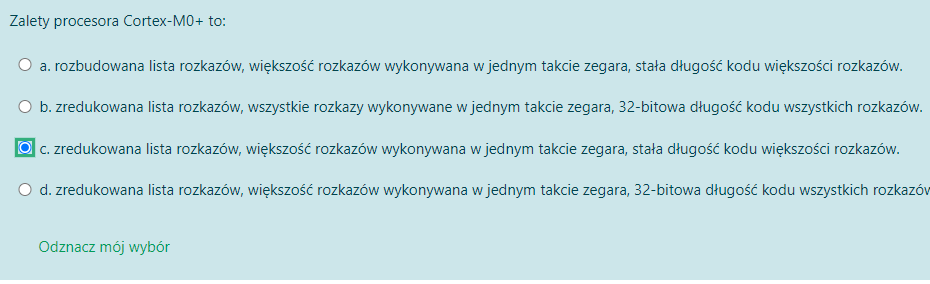 Zalety procesora Cortex-M0+ to:
a. rozbudowana lista rozkazów, większość rozkazów wykonywana w jednym takcie zegara, stała długość kodu większości rozkazów.
b. zredukowana lista rozkazów, wszystkie rozkazy wykonywane w jednym takcie zegara, 32-bitowa długość kodu wszystkich rozkazów.
c. zredukowana lista rozkazów, większość rozkazów wykonywana w jednym takcie zegara, stała długość kodu większości rozkazów.
d. zredukowana lista rozkazów, większość rozkazów wykonywana w jednym takcie zegara, 32-bitowa długość kodu wszystkich rozkazów
Odznacz mój wybór